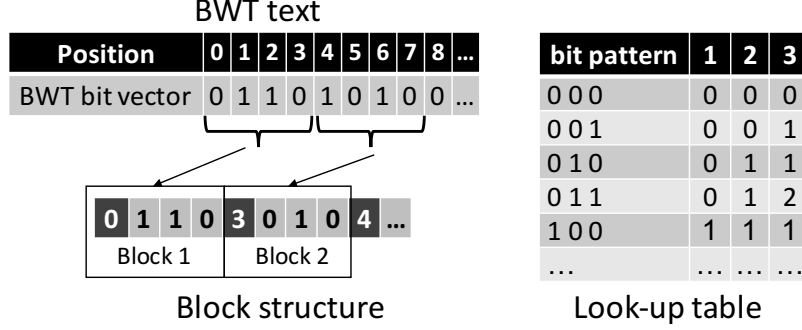 BWT text
Position 0 1 2 3 4 5 6 7 8 ...
BWT bit vector 0 1 1 0 1 0 1 0 0 ...
0 1 1 0 3 0 1 0 4 ...
Block 1 Block 2
Block structure
bit pattern 1 2 3
0 0 0 0 0 0
0 0 1 0 0 1
0 1 0 0 1 1
0 1 1 0 1 2
1 0 0 1 1 1
... ... ... ...
Look-up table